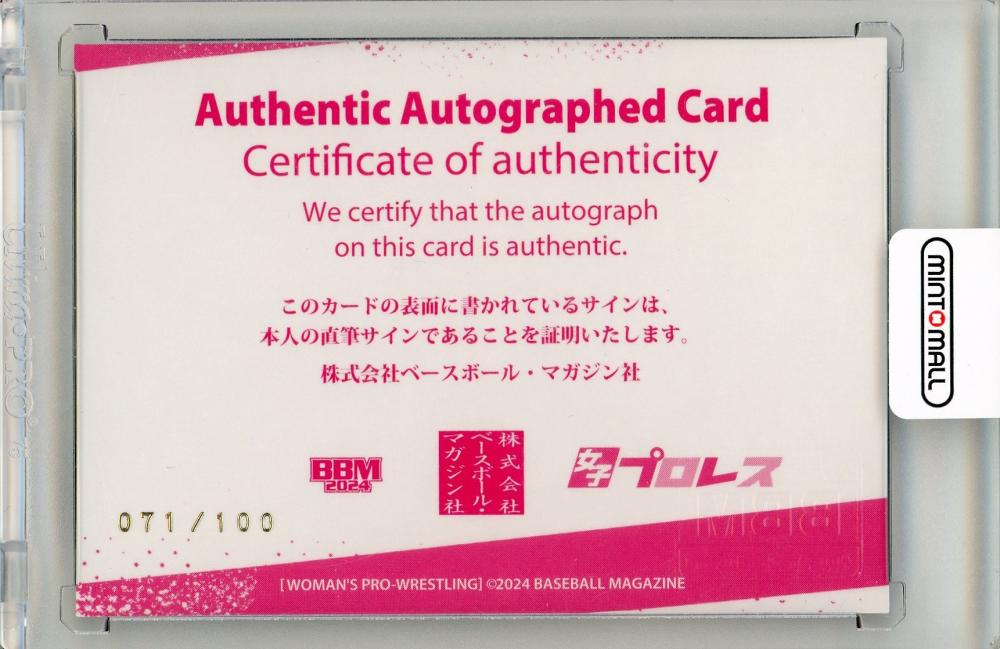 Authentic Autographed Card
Certificate of authenticity
We certify that the autograph
on this card is authentic.
このカードの表面に書かれているサインは、
本人の直筆サインであることを証明いたします。
株式会社ベースボール・マガジン社
BBM
2024
株式会社
ベースボール・
マガジン社
女子プロレス
071/100
[WOMAN'S PRO-WRESTLING] ©2024 BASEBALL MAGAZINE
MINT MALL
ULTRA·PRO
BBM